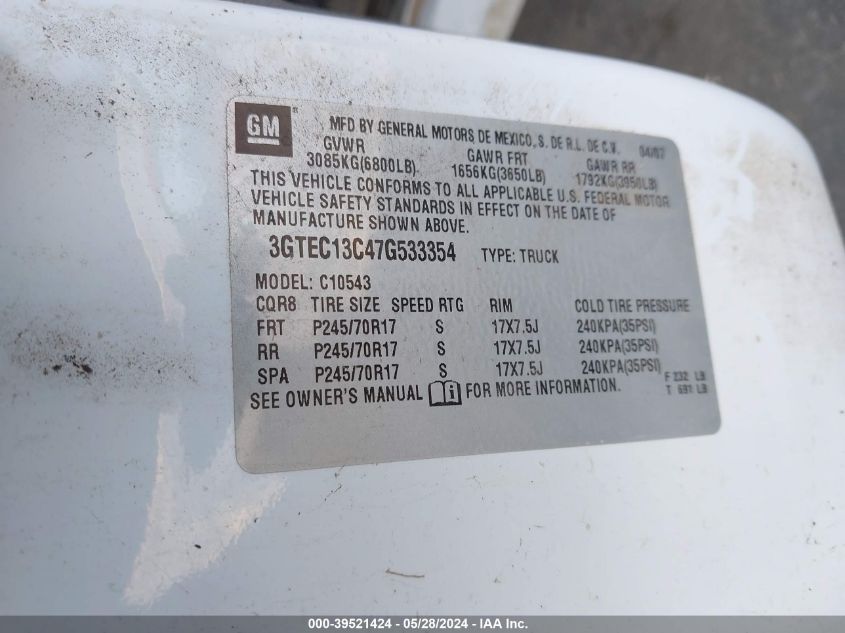 GM
MFD BY GENERAL MOTORS DE MEXICO, S. DE R.L. DE C.V. 04/07
GVWR GAWR FRT GAWR RR
3085KG(6800LB) 1656KG(3650LB) 1792KG(3950LB)
THIS VEHICLE CONFORMS TO ALL APPLICABLE U.S. FEDERAL MOTOR
VEHICLE SAFETY STANDARDS IN EFFECT ON THE DATE OF
MANUFACTURE SHOWN ABOVE.
3GTEC13C47G533354 TYPE: TRUCK
MODEL: C10543
CQR8 TIRE SIZE SPEED RTG RIM COLD TIRE PRESSURE
FRT P245/70R17 S 17X7.5J 240KPA(35PSI)
RR P245/70R17 S 17X7.5J 240KPA(35PSI)
SPA P245/70R17 S 17X7.5J 240KPA(35PSI)
F 232 LB
SEE OWNER'S MANUAL i FOR MORE INFORMATION.
T 691 LB
000-39521424 - 05/28/2024 - IAA Inc.